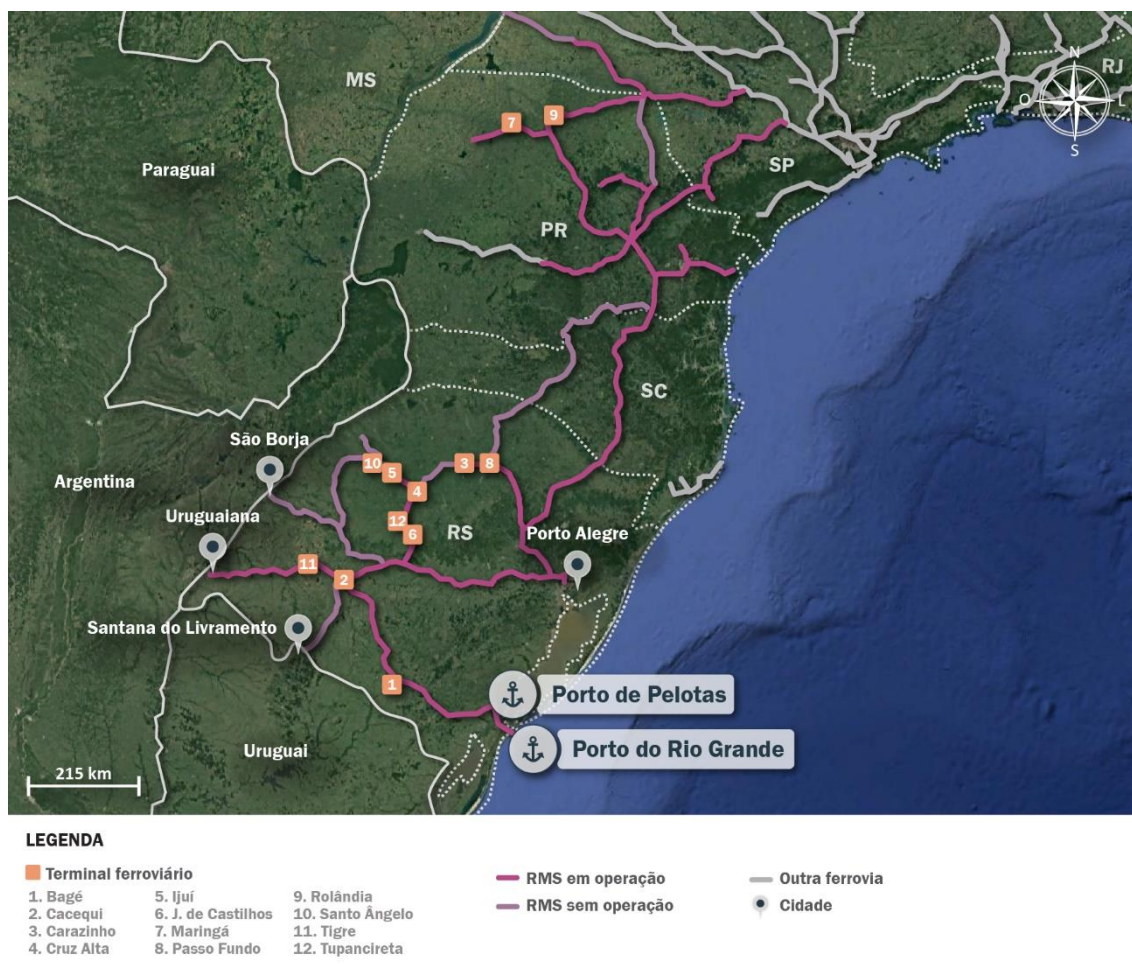 MS
RJ
N
O
L
S
7
9
Paraguai
SP
PR
SC
São Borja
10
5
3
8
4
Argentina
Uruguaiana
12
6
RS
Porto Alegre
11
2
Santana do Livramento
1
Porto de Pelotas
Porto do Rio Grande
Uruguai
215 km
LEGENDA
Terminal ferroviário
1. Bagé
2. Cacequi
3. Carazinho
4. Cruz Alta
5. Ijuí
6. J. de Castilhos
7. Maringá
8. Passo Fundo
9. Rolândia
10. Santo Ângelo
11. Tigre
12. Tupancireta
RMS em operação
RMS sem operação
Outra ferrovia
Cidade